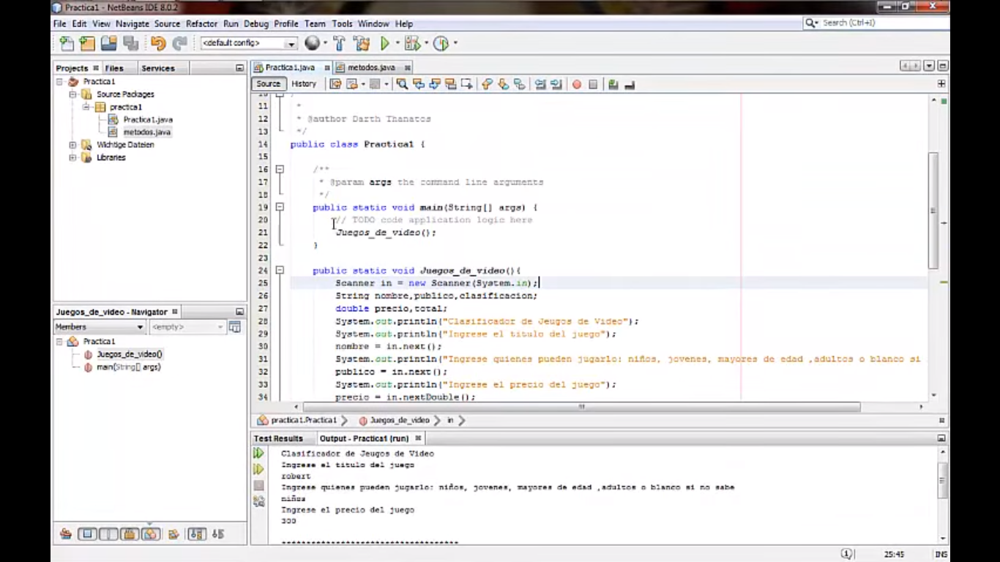 Practica1 - NetBeans IDE 8.0.2
File Edit View Navigate Source Refactor Run Debug Profile Team Tools Window Help
Search (Ctrl+I)
<default config>
Projects Files Services
Practica1
Source Packages
practica1
Practica1.java
metodos.java
Wichtige Dateien
Libraries
Juegos_de_video - Navigator
Members <empty>
Practica1
Juegos_de_video()
main(String[] args)
Practica1.java metodos.java
Source History
11 *
12 * @author Darth Thanatos
13 */
14 public class Practica1 {
15
16 /**
17 * @param args the command line arguments
18 */
19 public static void main(String[] args) {
20 // TODO code application logic here
21 Juegos_de_video();
22 }
23
24 public static void Juegos_de_video(){
25 Scanner in = new Scanner(System.in);
26 String nombre,publico,clasificacion;
27 double precio,total;
28 System.out.println("Clasificador de Jeugos de Video");
29 System.out.println("Ingrese el titulo del juego");
30 nombre = in.next();
31 System.out.println("Ingrese quienes pueden jugarlo: niños, jovenes, mayores de edad ,adultos o blanco si
32 publico = in.next();
33 System.out.println("Ingrese el precio del juego");
34 precio = in.nextDouble();
practica1.Practica1 Juegos_de_video in
Test Results Output - Practica1 (run)
Clasificador de Jeugos de Video
Ingrese el titulo del juego
robert
Ingrese quienes pueden jugarlo: niños, jovenes, mayores de edad ,adultos o blanco si no sabe
niños
Ingrese el precio del juego
300
25:45 INS